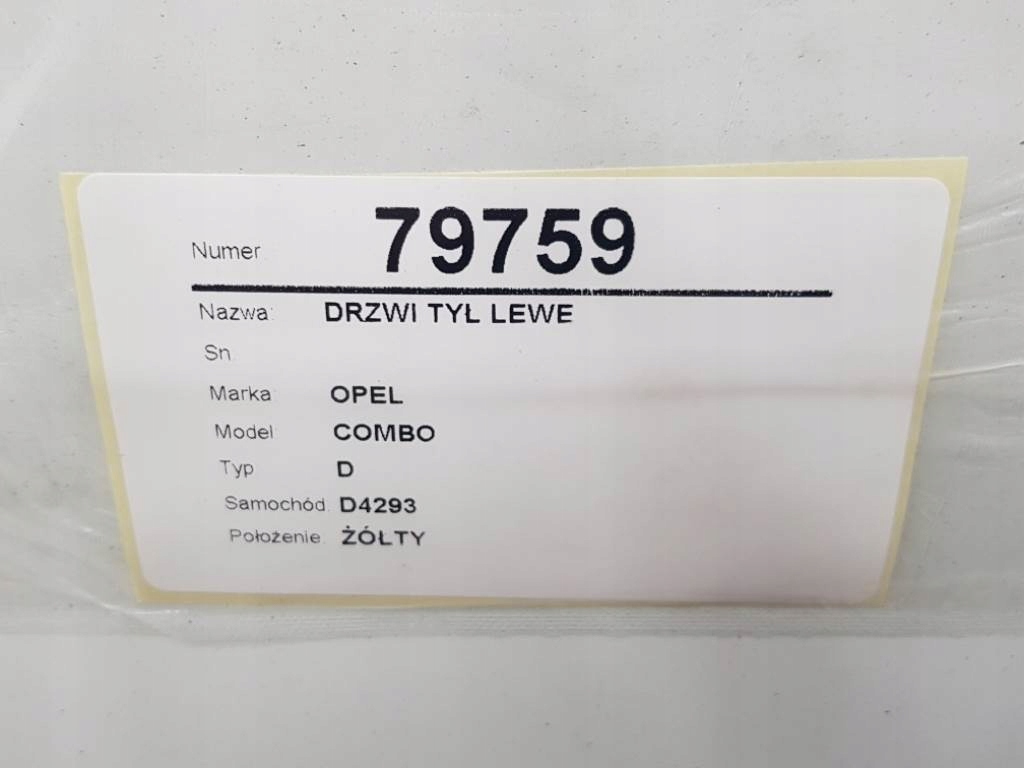 Numer 79759
Nazwa: DRZWI TYŁ LEWE
Sn
Marka OPEL
Model COMBO
Typ D
Samochód D4293
Położenie ŻÓŁTY